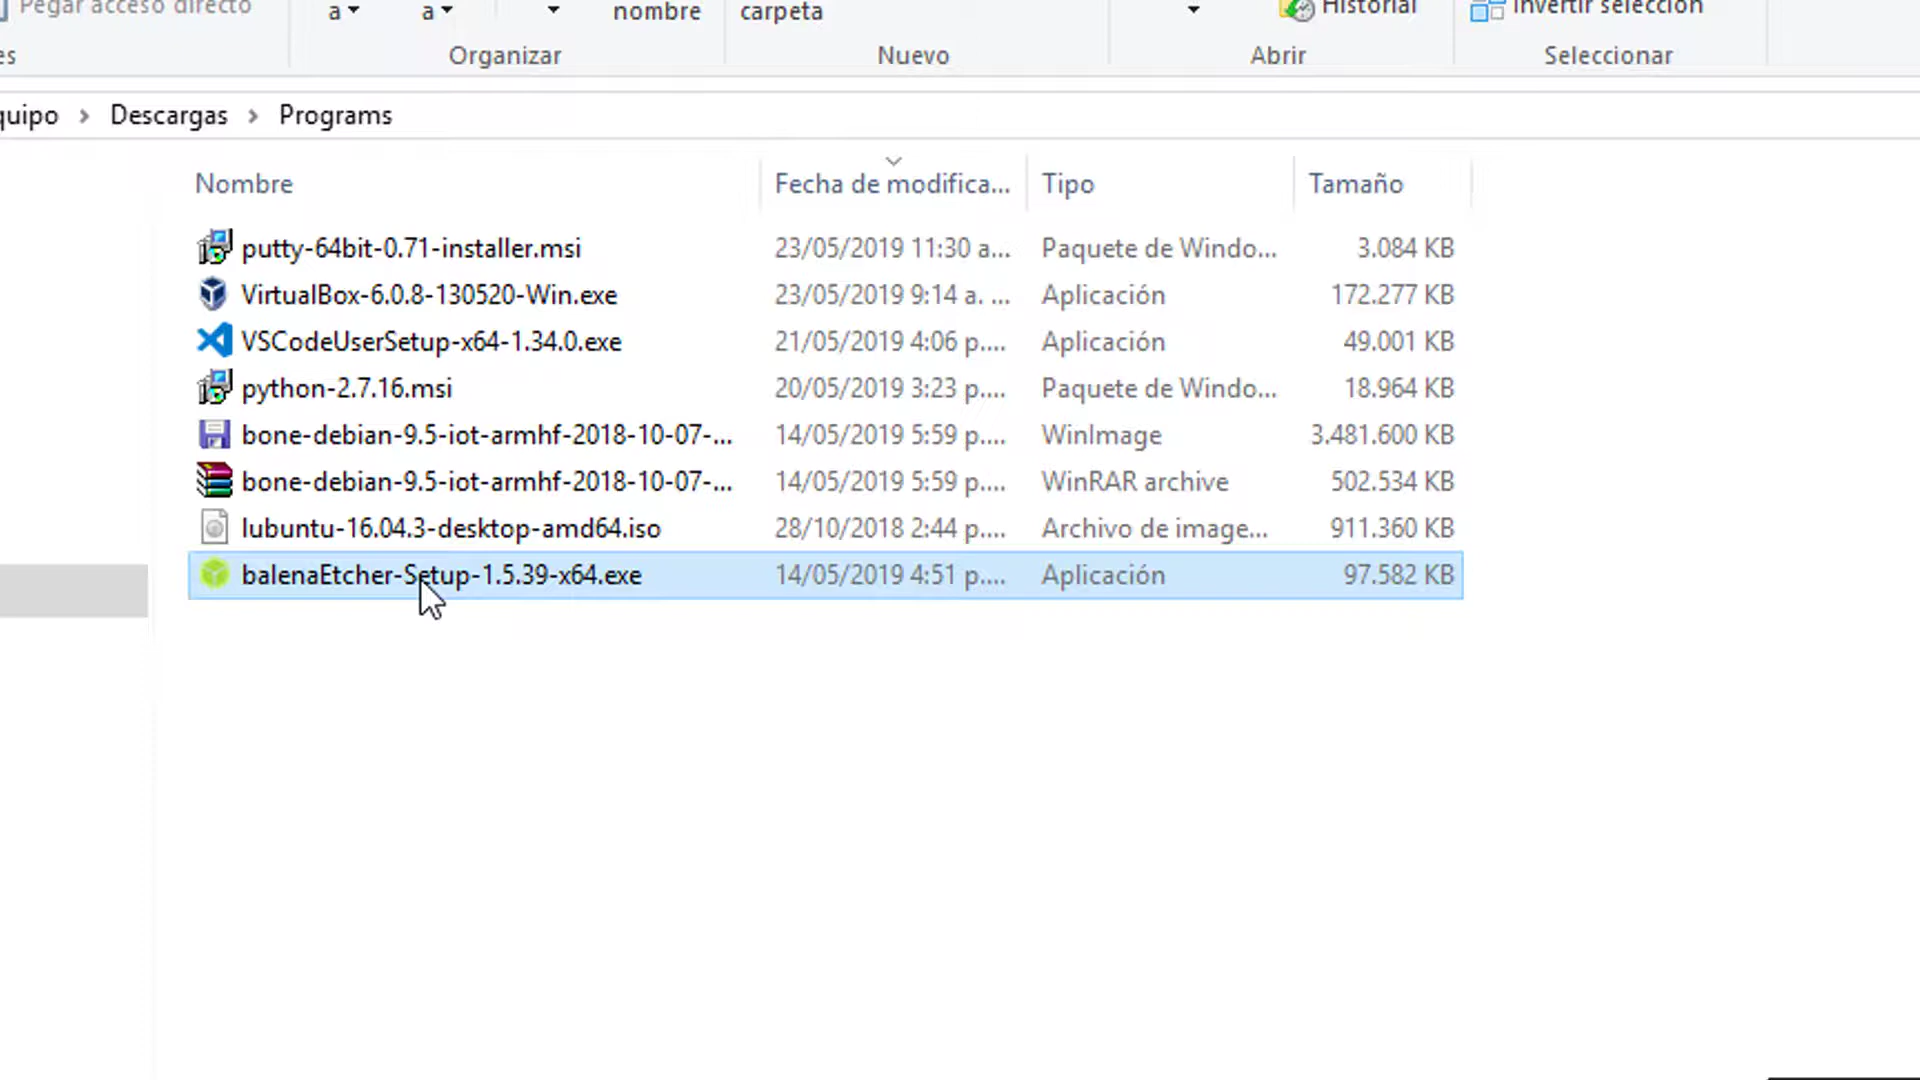 Pegar acceso directo
a
a
nombre
carpeta
Historial
Invertir selección
es
Organizar
Nuevo
Abrir
Seleccionar
quipo > Descargas > Programs
Nombre Fecha de modifica... Tipo Tamaño
putty-64bit-0.71-installer.msi 23/05/2019 11:30 a... Paquete de Windo... 3.084 KB
VirtualBox-6.0.8-130520-Win.exe 23/05/2019 9:14 a. ... Aplicación 172.277 KB
VSCodeUserSetup-x64-1.34.0.exe 21/05/2019 4:06 p.... Aplicación 49.001 KB
python-2.7.16.msi 20/05/2019 3:23 p.... Paquete de Windo... 18.964 KB
bone-debian-9.5-iot-armhf-2018-10-07-... 14/05/2019 5:59 p.... WinImage 3.481.600 KB
bone-debian-9.5-iot-armhf-2018-10-07-... 14/05/2019 5:59 p.... WinRAR archive 502.534 KB
lubuntu-16.04.3-desktop-amd64.iso 28/10/2018 2:44 p.... Archivo de image... 911.360 KB
balenaEtcher-Setup-1.5.39-x64.exe 14/05/2019 4:51 p.... Aplicación 97.582 KB